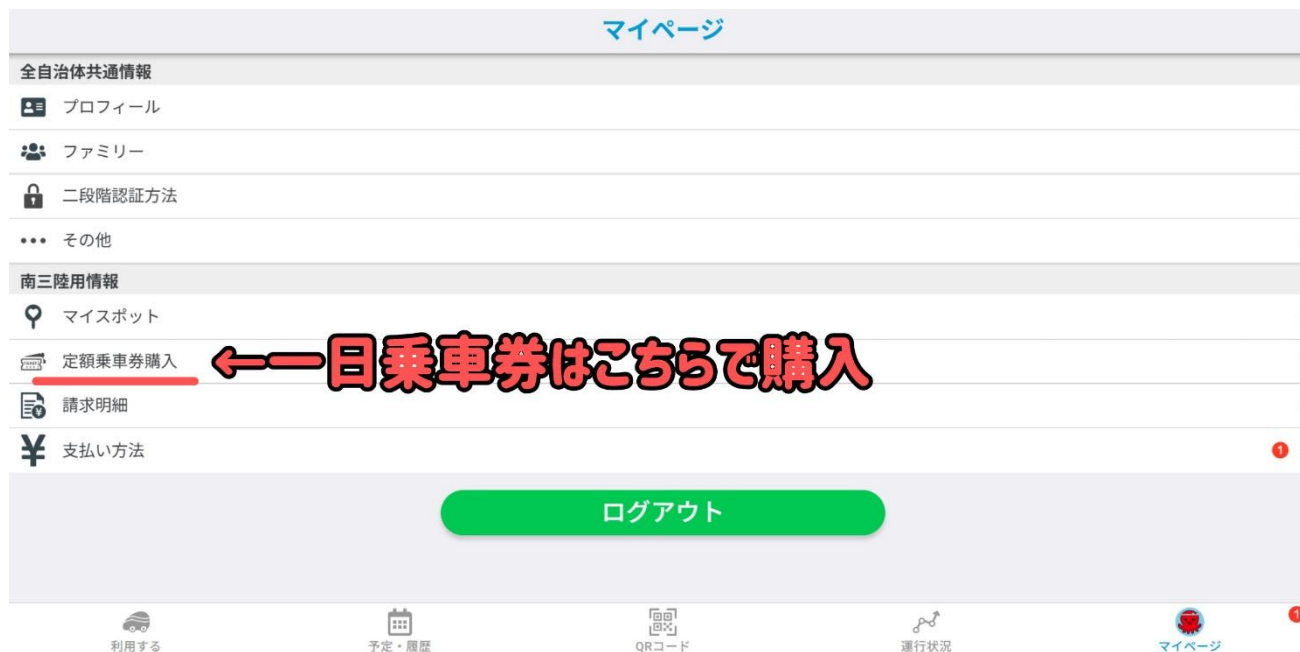 マイページ
全自治体共通情報
プロフィール
ファミリー
二段階認証方法
その他
南三陸用情報
マイスポット
定額乗車券購入
←一日乗車券はこちらで購入
請求明細
支払い方法
1
ログアウト
利用する
予定・履歴
QRコード
運行状況
マイページ
1